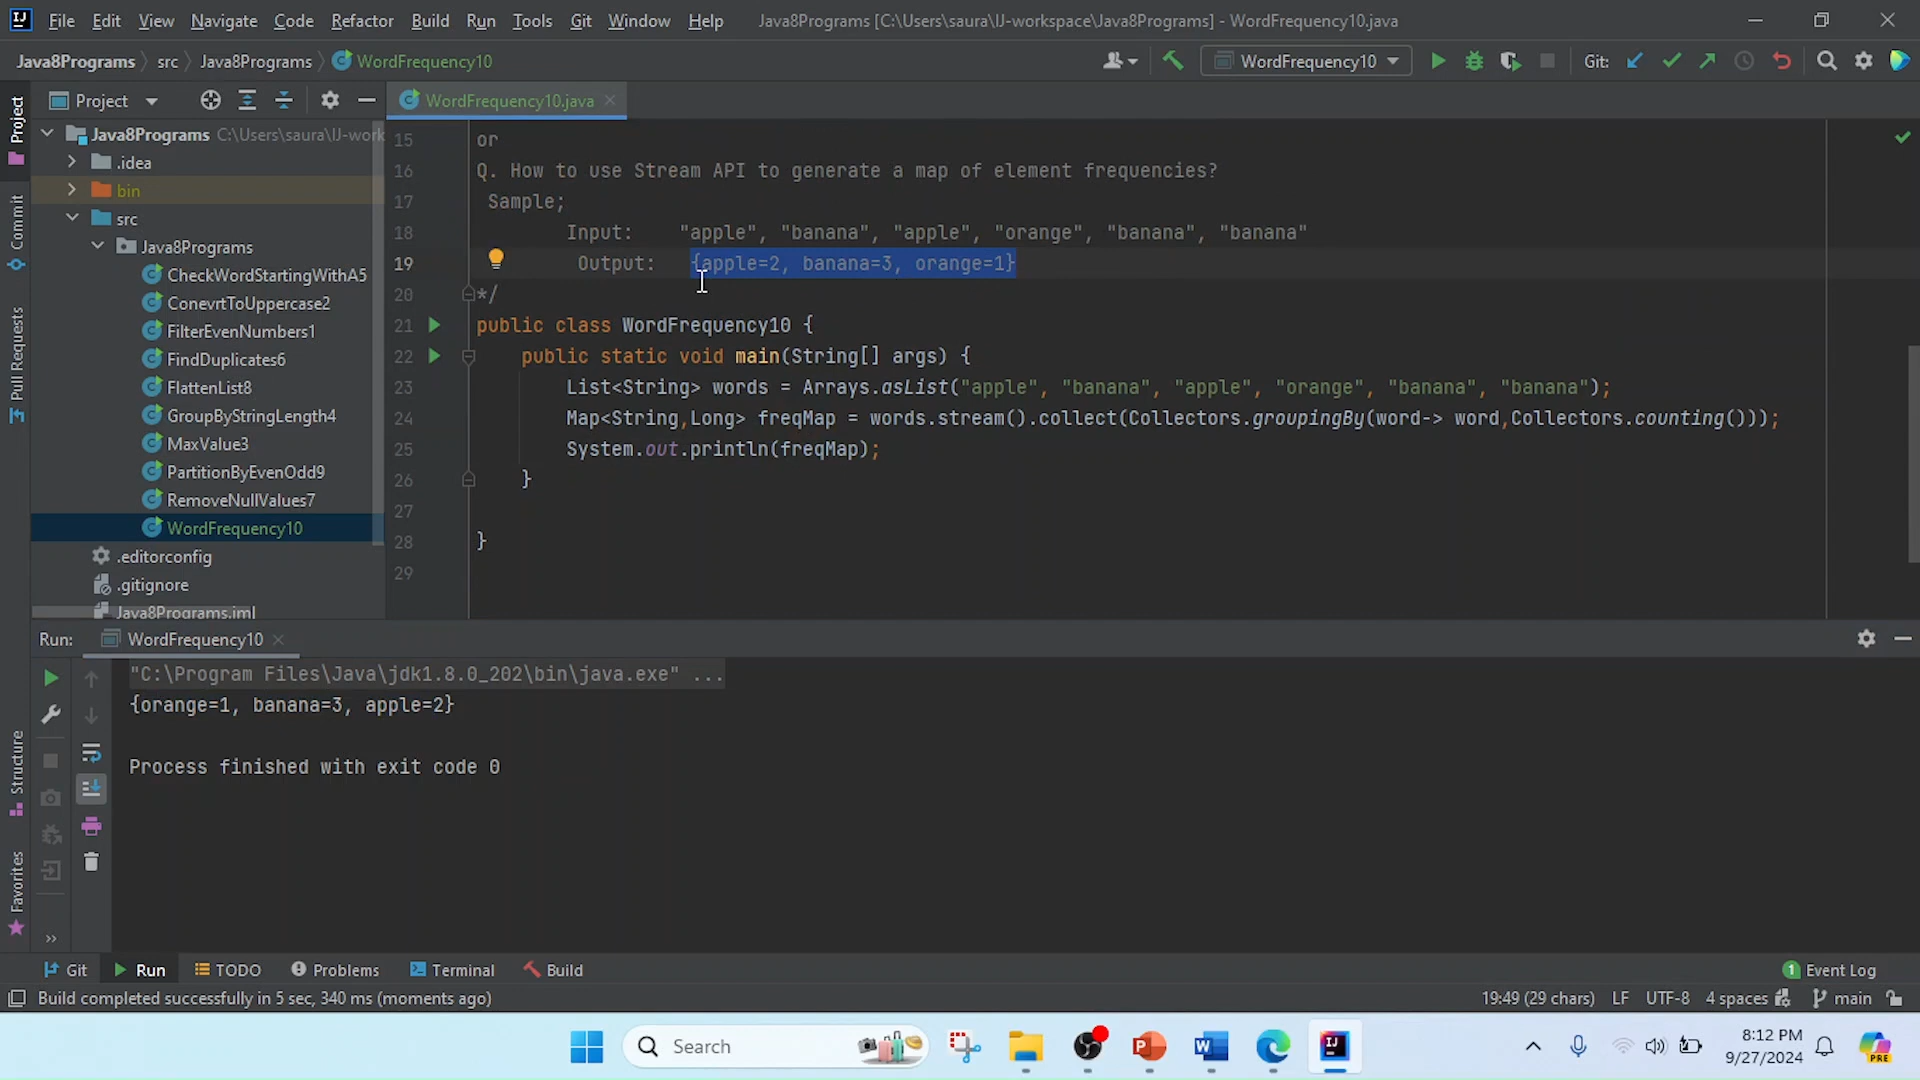 File Edit View Navigate Code Refactor Build Run Tools Git Window Help Java8Programs [C:\Users\saura\IJ-workspace\Java8Programs] - WordFrequency10.java
Java8Programs src Java8Programs WordFrequency10 WordFrequency10 Git:
Project WordFrequency10.java
Java8Programs C:\Users\saura\IJ-work
.idea
bin
src
Java8Programs
CheckWordStartingWithA5
ConevrtToUppercase2
FilterEvenNumbers1
FindDuplicates6
FlattenList8
GroupByStringLength4
MaxValue3
PartitionByEvenOdd9
RemoveNullValues7
WordFrequency10
.editorconfig
.gitignore
Java8Programs.iml
Project
Commit
Pull Requests
Structure
Favorites
15 or
16 Q. How to use Stream API to generate a map of element frequencies?
17 Sample;
18 Input: "apple", "banana", "apple", "orange", "banana", "banana"
19 Output: {apple=2, banana=3, orange=1}
20 */
21 public class WordFrequency10 {
22 public static void main(String[] args) {
23 List<String> words = Arrays.asList("apple", "banana", "apple", "orange", "banana", "banana");
24 Map<String,Long> freqMap = words.stream().collect(Collectors.groupingBy(word-> word,Collectors.counting()));
25 System.out.println(freqMap);
26 }
27
28 }
29
Run: WordFrequency10
"C:\Program Files\Java\jdk1.8.0_202\bin\java.exe" ...
{orange=1, banana=3, apple=2}
Process finished with exit code 0
Git Run TODO Problems Terminal Build 1 Event Log
Build completed successfully in 5 sec, 340 ms (moments ago) 19:49 (29 chars) LF UTF-8 4 spaces main
Search
8:12 PM
9/27/2024
PRE